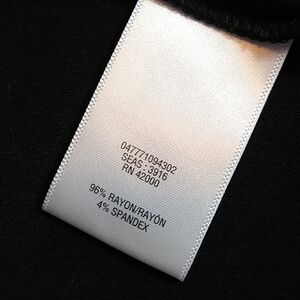 047771094302
SEAS : 3916
RN 42000
96% RAYON/RAYÓN
4% SPANDEX